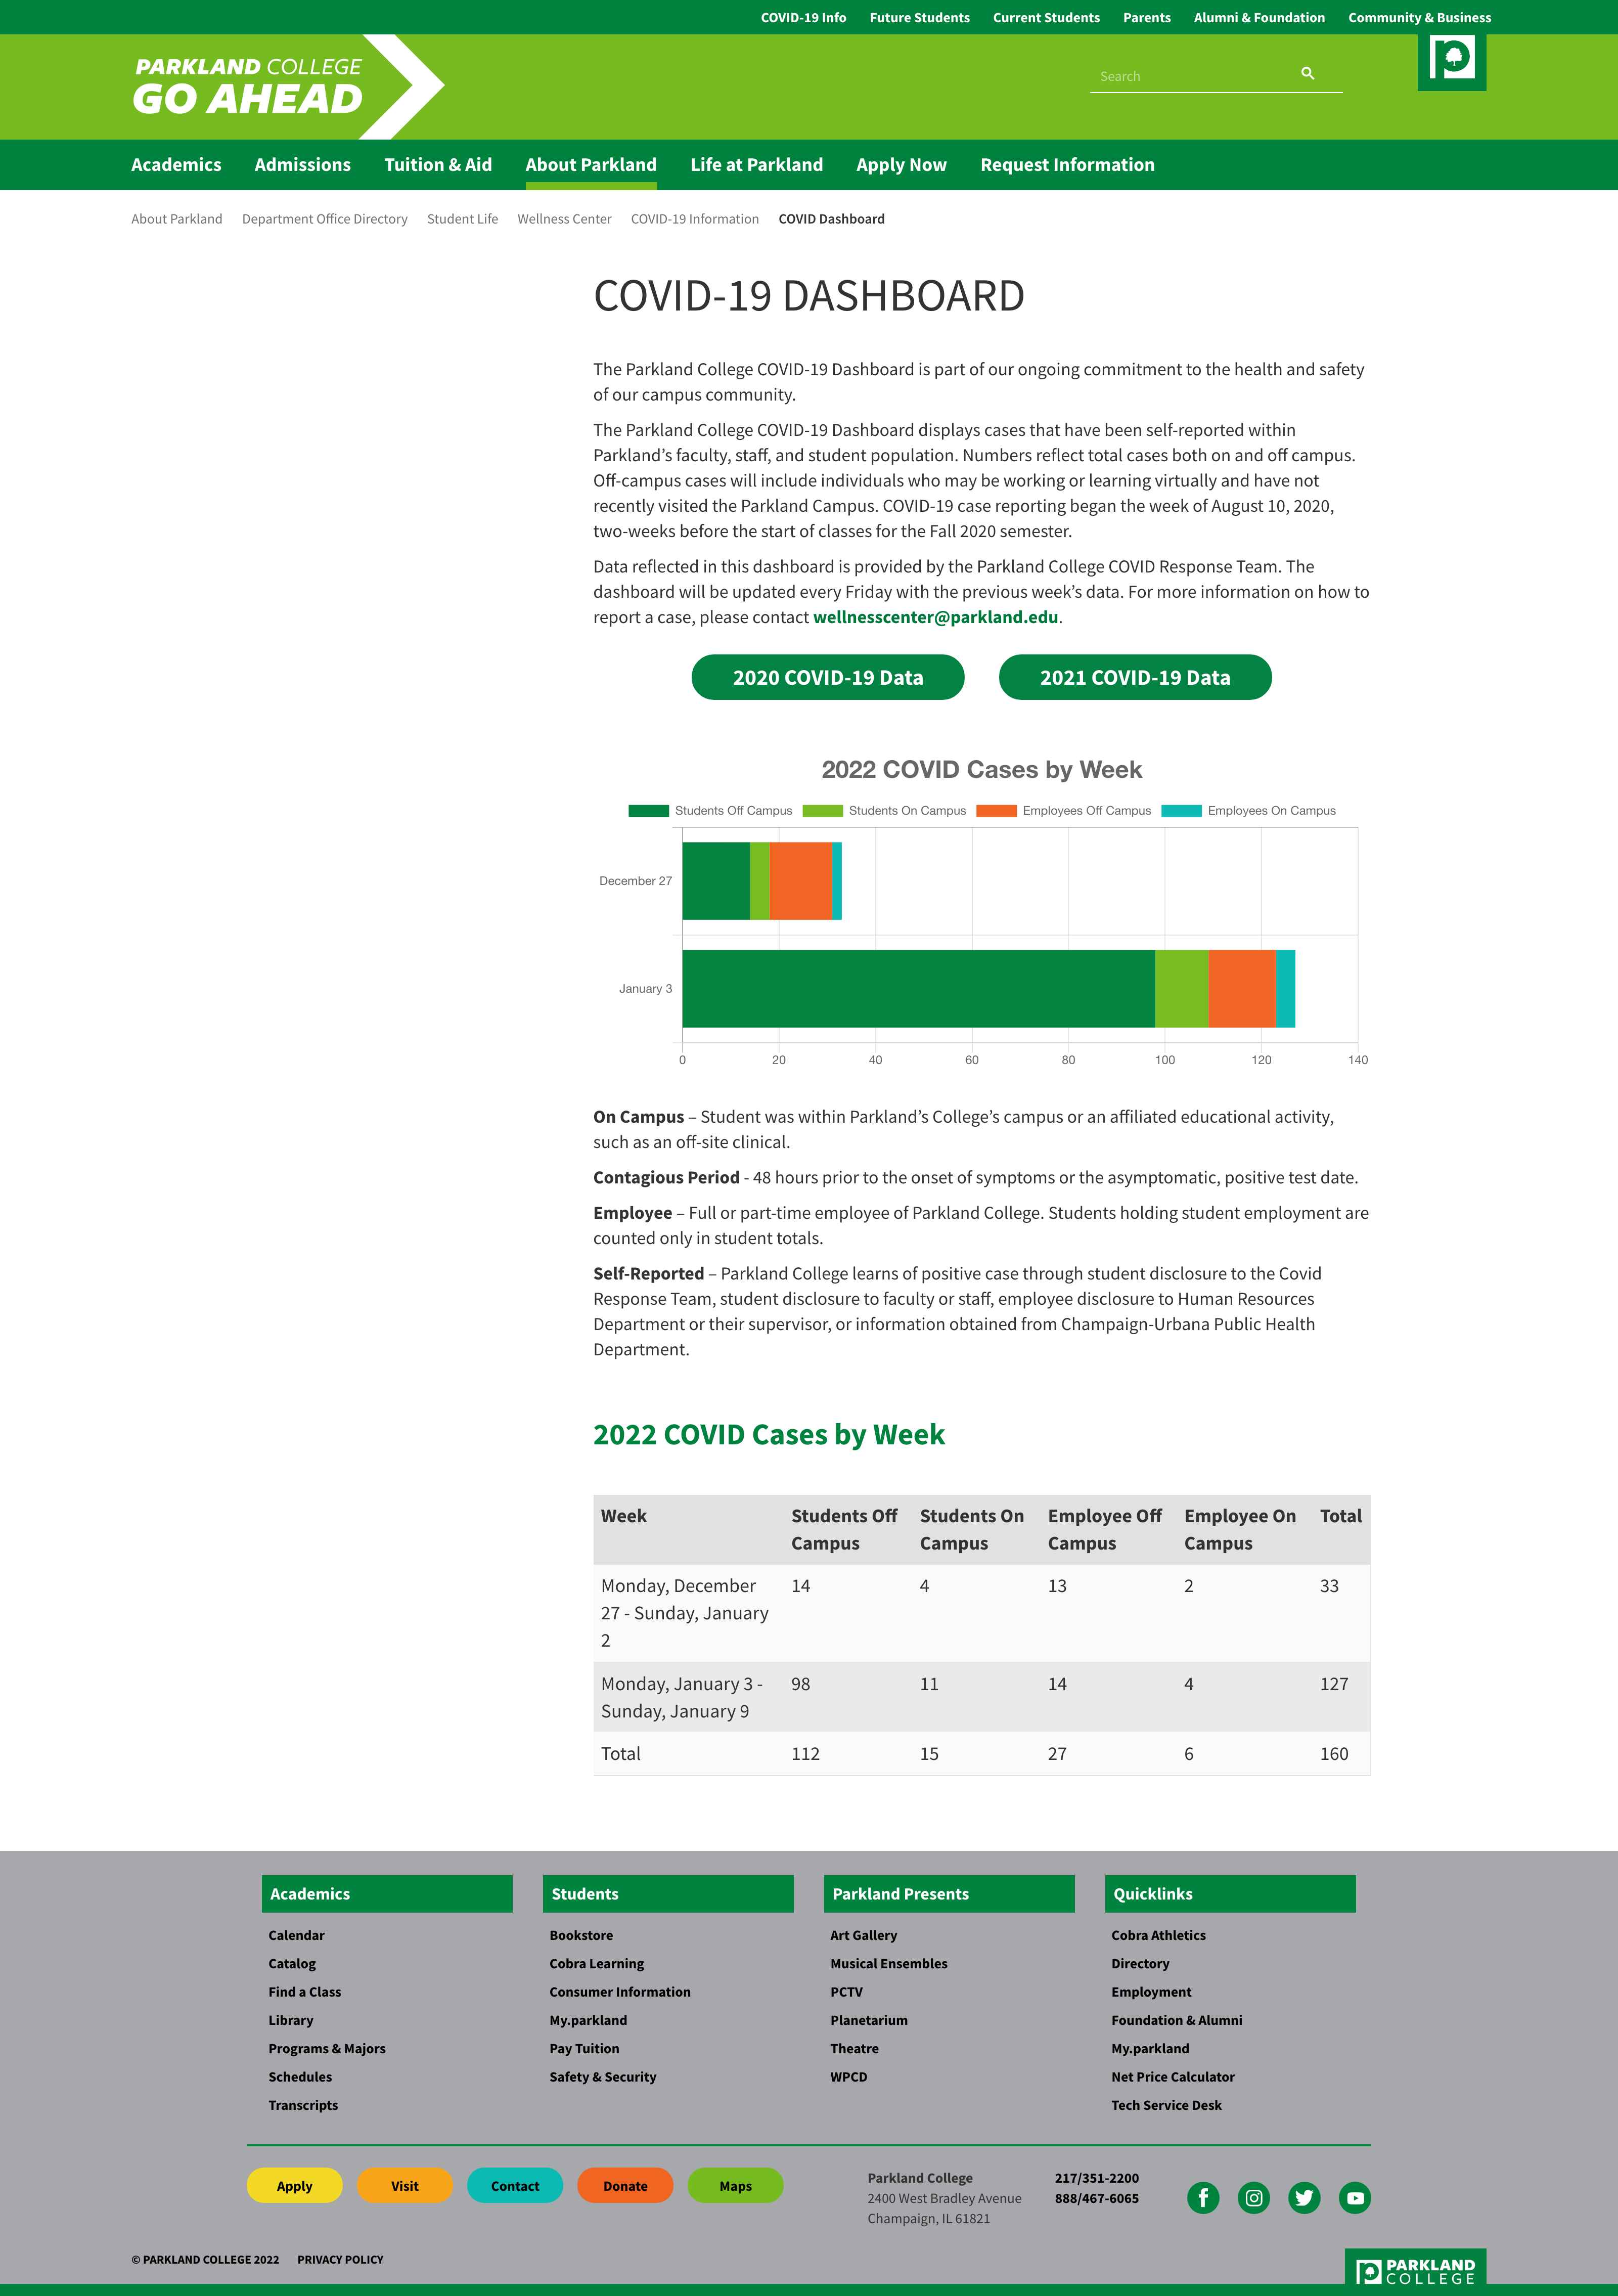 COVID-19 Info Future Students Current Students Parents Alumni & Foundation Community & Business
PARKLAND COLLEGE
GO AHEAD
Search
Academics Admissions Tuition & Aid About Parkland Life at Parkland Apply Now Request Information
About Parkland Department Office Directory Student Life Wellness Center COVID-19 Information COVID Dashboard
COVID-19 DASHBOARD
The Parkland College COVID-19 Dashboard is part of our ongoing commitment to the health and safety
of our campus community.
The Parkland College COVID-19 Dashboard displays cases that have been self-reported within
Parkland’s faculty, staff, and student population. Numbers reflect total cases both on and off campus.
Off-campus cases will include individuals who may be working or learning virtually and have not
recently visited the Parkland Campus. COVID-19 case reporting began the week of August 10, 2020,
two-weeks before the start of classes for the Fall 2020 semester.
Data reflected in this dashboard is provided by the Parkland College COVID Response Team. The
dashboard will be updated every Friday with the previous week’s data. For more information on how to
report a case, please contact wellnesscenter@parkland.edu.
2020 COVID-19 Data 2021 COVID-19 Data
2022 COVID Cases by Week
Students Off Campus Students On Campus Employees Off Campus Employees On Campus
December 27
January 3
0 20 40 60 80 100 120 140
On Campus – Student was within Parkland’s College’s campus or an affiliated educational activity,
such as an off-site clinical.
Contagious Period - 48 hours prior to the onset of symptoms or the asymptomatic, positive test date.
Employee – Full or part-time employee of Parkland College. Students holding student employment are
counted only in student totals.
Self-Reported – Parkland College learns of positive case through student disclosure to the Covid
Response Team, student disclosure to faculty or staff, employee disclosure to Human Resources
Department or their supervisor, or information obtained from Champaign-Urbana Public Health
Department.
2022 COVID Cases by Week
Week Students Off Students On Employee Off Employee On Total
Campus Campus Campus Campus
Monday, December 14 4 13 2 33
27 - Sunday, January
2
Monday, January 3 - 98 11 14 4 127
Sunday, January 9
Total 112 15 27 6 160
Academics Students Parkland Presents Quicklinks
Calendar Bookstore Art Gallery Cobra Athletics
Catalog Cobra Learning Musical Ensembles Directory
Find a Class Consumer Information PCTV Employment
Library My.parkland Planetarium Foundation & Alumni
Programs & Majors Pay Tuition Theatre My.parkland
Schedules Safety & Security WPCD Net Price Calculator
Transcripts Tech Service Desk
Apply Visit Contact Donate Maps
Parkland College 217/351-2200
2400 West Bradley Avenue 888/467-6065
Champaign, IL 61821
© PARKLAND COLLEGE 2022 PRIVACY POLICY
PARKLAND
COLLEGE